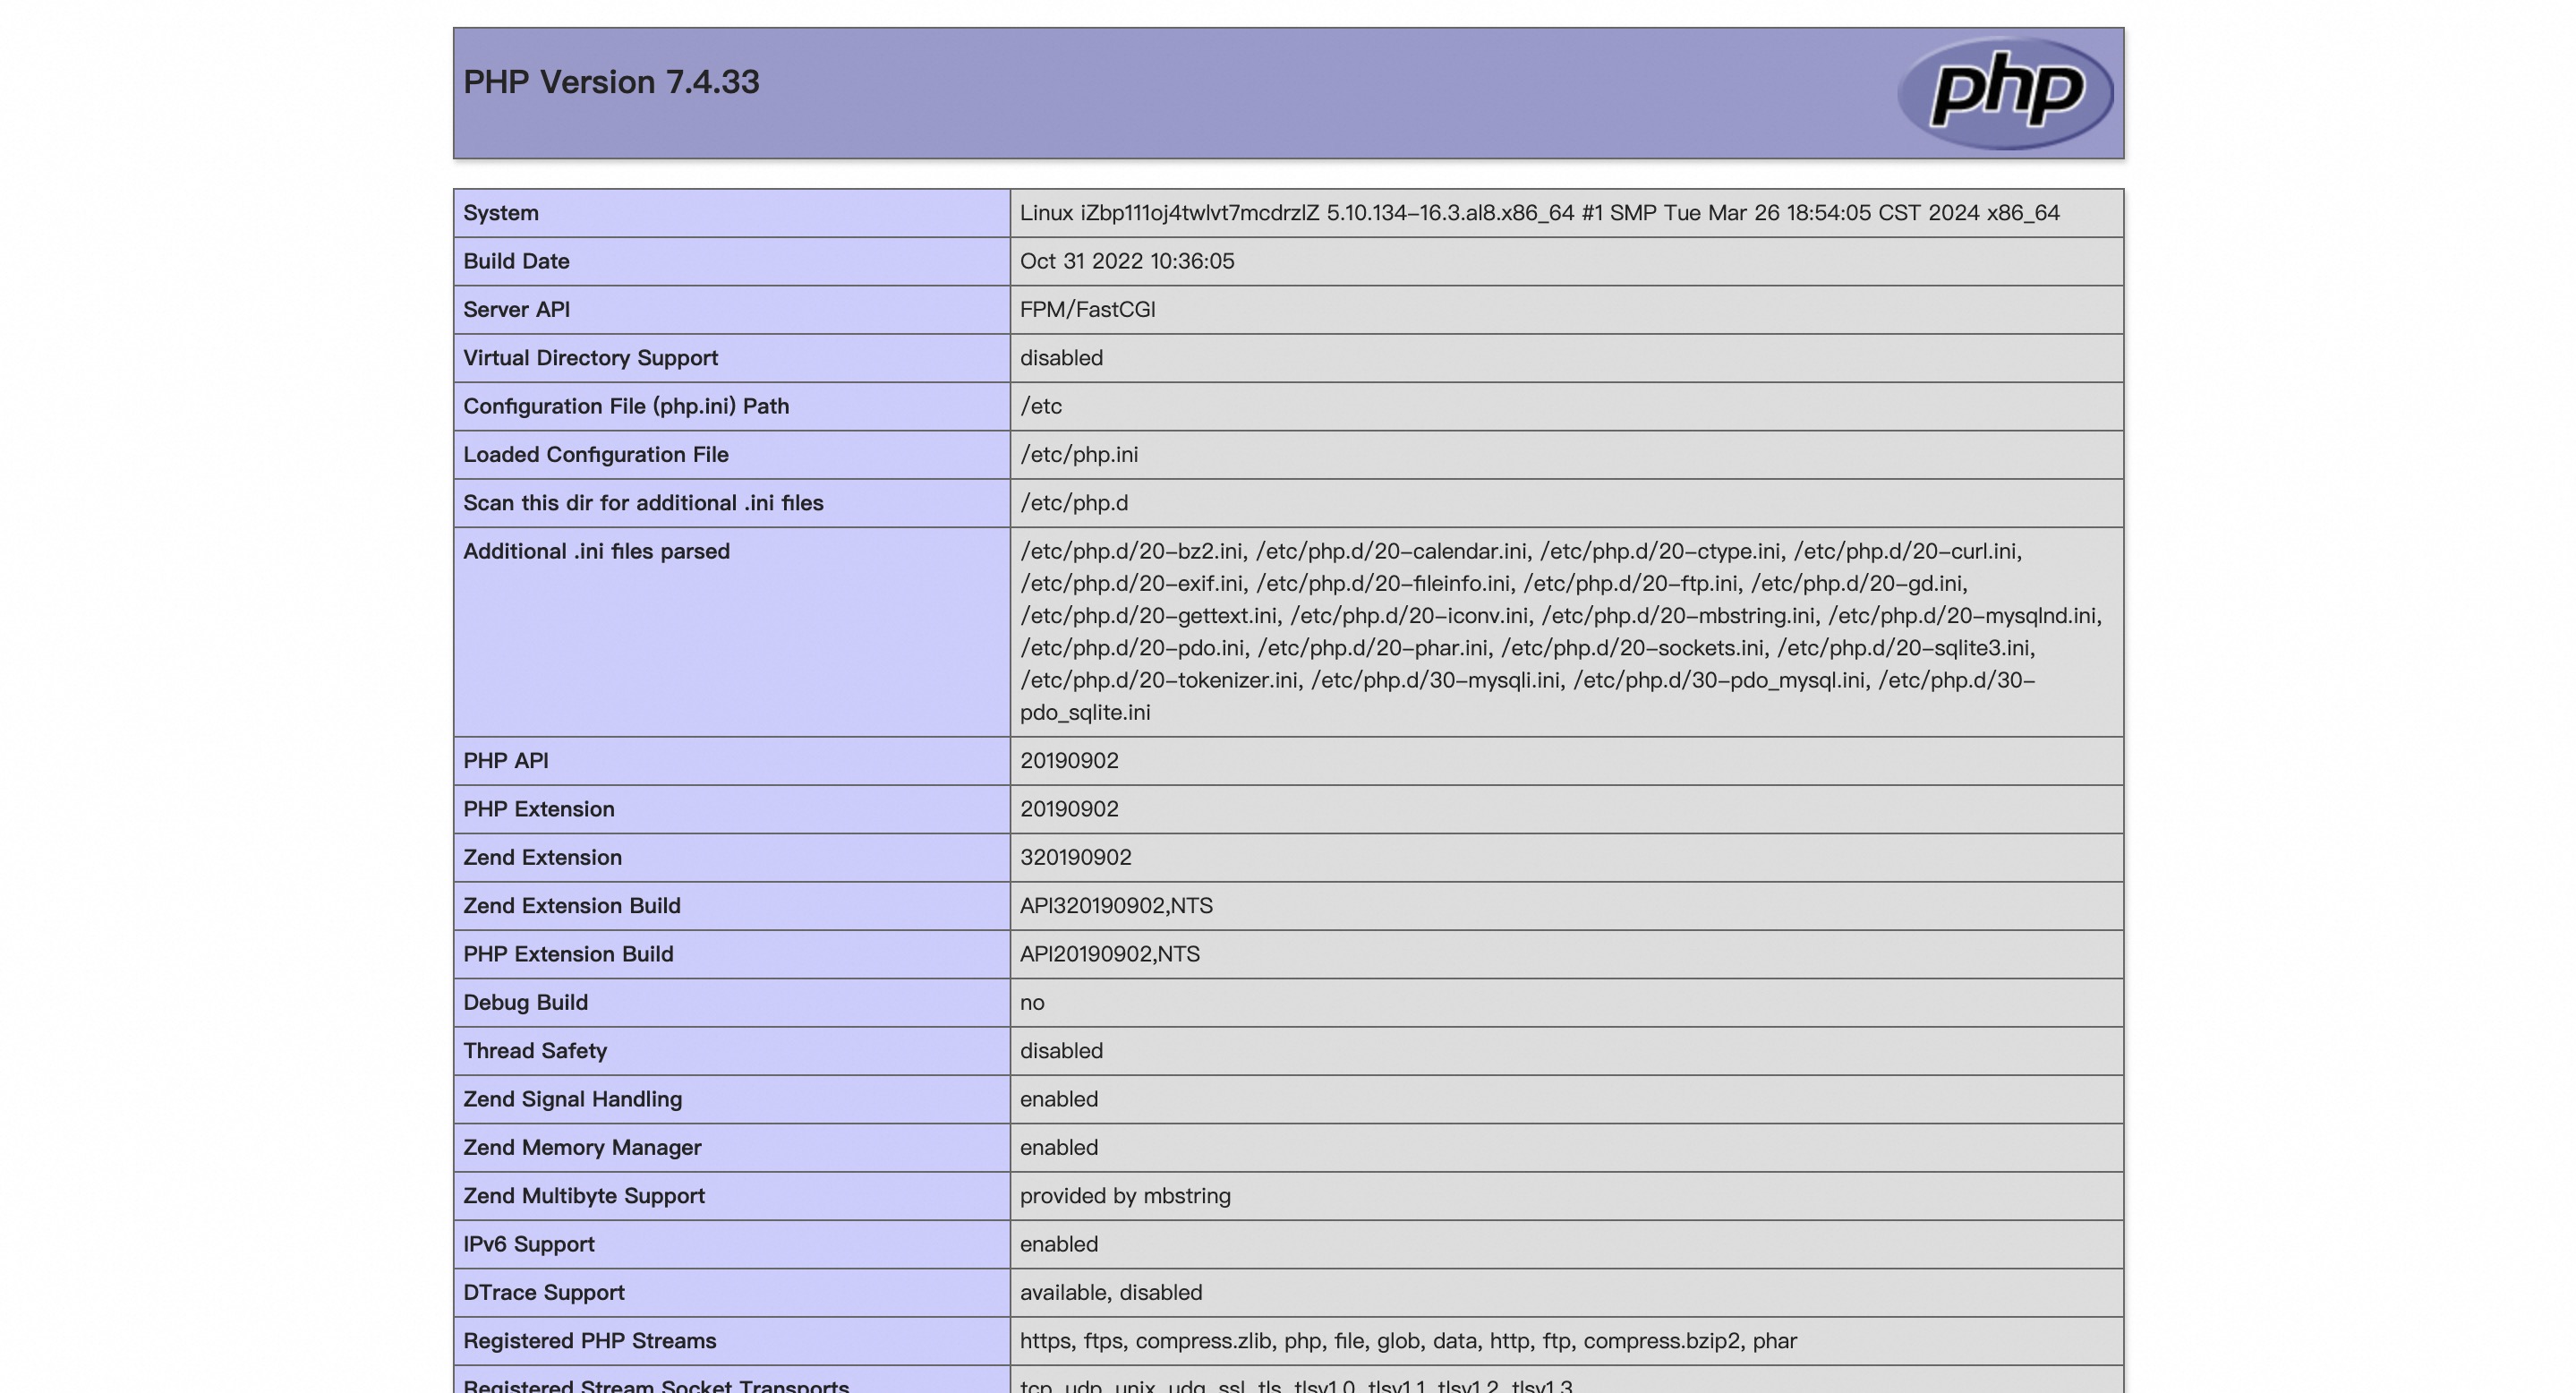 PHP Version 7.4.33
php
System
Linux iZbp111oj4twlvt7mcdrzlZ 5.10.134-16.3.al8.x86_64 #1 SMP Tue Mar 26 18:54:05 CST 2024 x86_64
Build Date
Oct 31 2022 10:36:05
Server API
FPM/FastCGI
Virtual Directory Support
disabled
Configuration File (php.ini) Path
/etc
Loaded Configuration File
/etc/php.ini
Scan this dir for additional .ini files
/etc/php.d
Additional .ini files parsed
/etc/php.d/20-bz2.ini, /etc/php.d/20-calendar.ini, /etc/php.d/20-ctype.ini, /etc/php.d/20-curl.ini,
/etc/php.d/20-exif.ini, /etc/php.d/20-fileinfo.ini, /etc/php.d/20-ftp.ini, /etc/php.d/20-gd.ini,
/etc/php.d/20-gettext.ini, /etc/php.d/20-iconv.ini, /etc/php.d/20-mbstring.ini, /etc/php.d/20-mysqlnd.ini,
/etc/php.d/20-pdo.ini, /etc/php.d/20-phar.ini, /etc/php.d/20-sockets.ini, /etc/php.d/20-sqlite3.ini,
/etc/php.d/20-tokenizer.ini, /etc/php.d/30-mysqli.ini, /etc/php.d/30-pdo_mysql.ini, /etc/php.d/30-
pdo_sqlite.ini
PHP API
20190902
PHP Extension
20190902
Zend Extension
320190902
Zend Extension Build
API320190902,NTS
PHP Extension Build
API20190902,NTS
Debug Build
no
Thread Safety
disabled
Zend Signal Handling
enabled
Zend Memory Manager
enabled
Zend Multibyte Support
provided by mbstring
IPv6 Support
enabled
DTrace Support
available, disabled
Registered PHP Streams
https, ftps, compress.zlib, php, file, glob, data, http, ftp, compress.bzip2, phar
Registered Stream Socket Transports
tcp, udp, unix, udg, ssl, tls, tlsv1.0, tlsv1.1, tlsv1.2, tlsv1.3